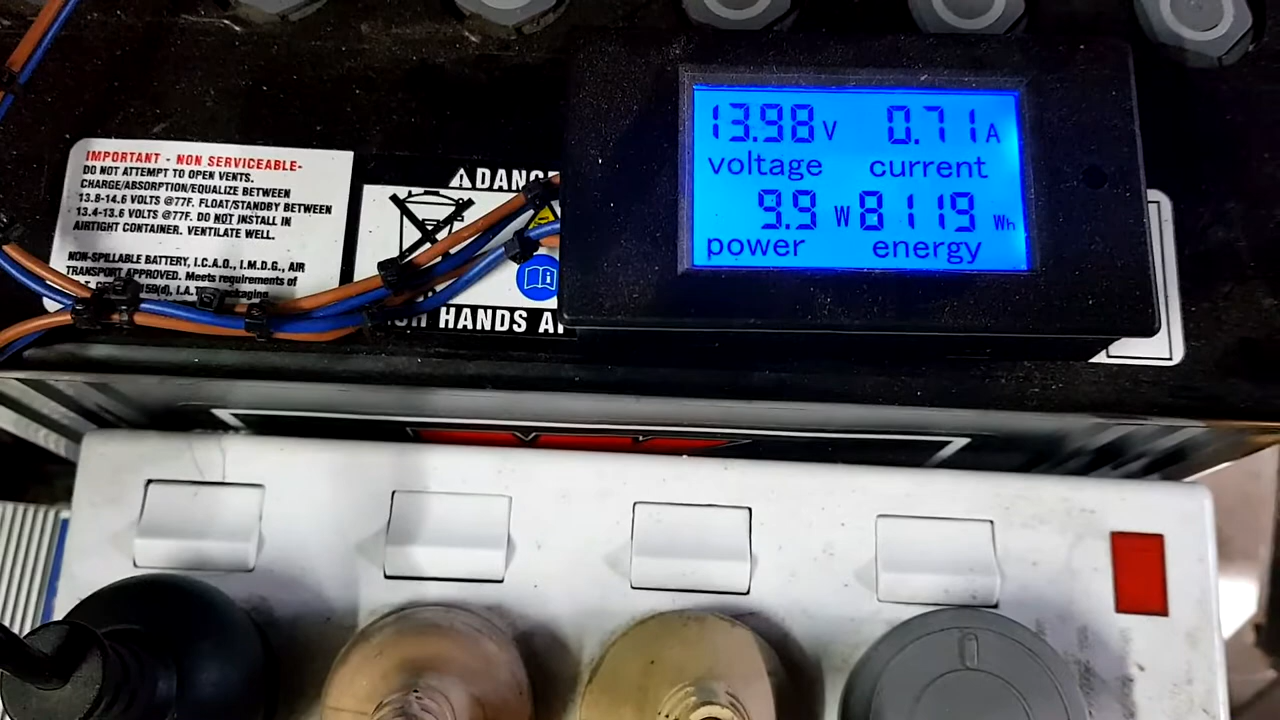 IMPORTANT - NON SERVICEABLE-
DO NOT ATTEMPT TO OPEN VENTS.
CHARGE/ABSORPTION/EQUALIZE BETWEEN
13.8-14.6 VOLTS @77F. FLOAT/STANDBY BETWEEN
13.4-13.6 VOLTS @77F. DO NOT INSTALL IN
AIRTIGHT CONTAINER. VENTILATE WELL.
NON-SPILLABLE BATTERY, I.C.A.O., I.M.D.G., AIR
TRANSPORT APPROVED. Meets requirements of
HANDS
13.98 V 0.71 A
voltage current
9.9 W 8119 Wh
power energy